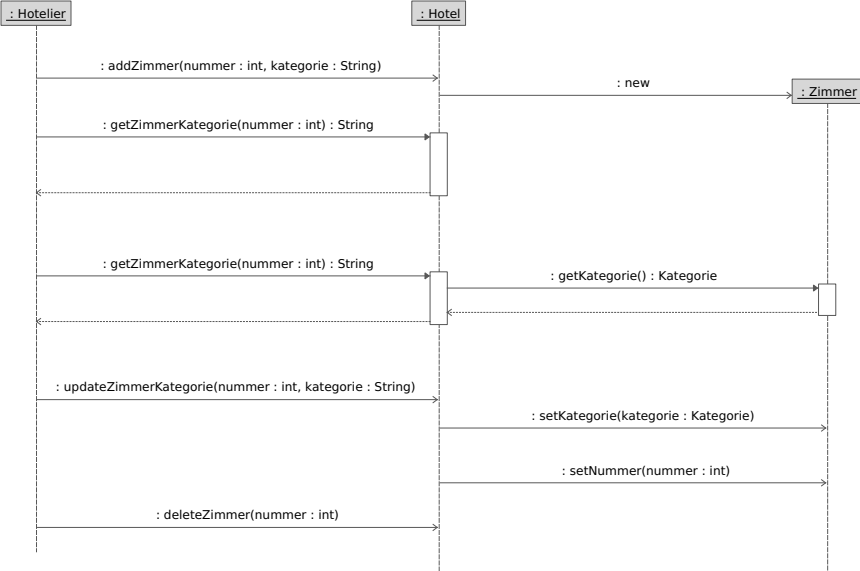 : Hotelier
: Hotel
: addZimmer(nummer : int, kategorie : String)
: new
: Zimmer
: getZimmerKategorie(nummer : int) : String
: getZimmerKategorie(nummer : int) : String
: getKategorie() : Kategorie
: updateZimmerKategorie(nummer : int, kategorie : String)
: setKategorie(kategorie : Kategorie)
: setNummer(nummer : int)
: deleteZimmer(nummer : int)